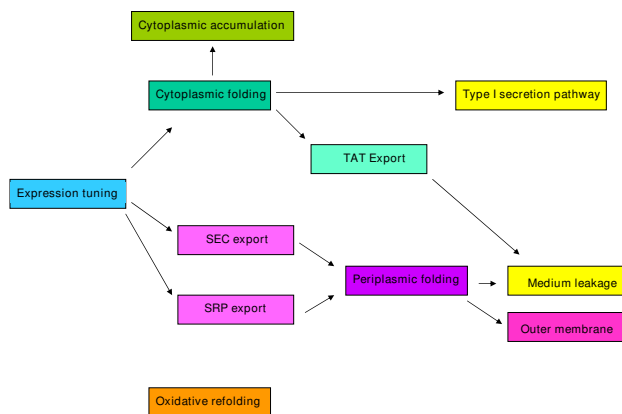 Cytoplasmic accumulation
Cytoplasmic folding
Type I secretion pathway
TAT Export
Expression tuning
SEC export
Periplasmic folding
Medium leakage
SRP export
Outer membrane
Oxidative refolding